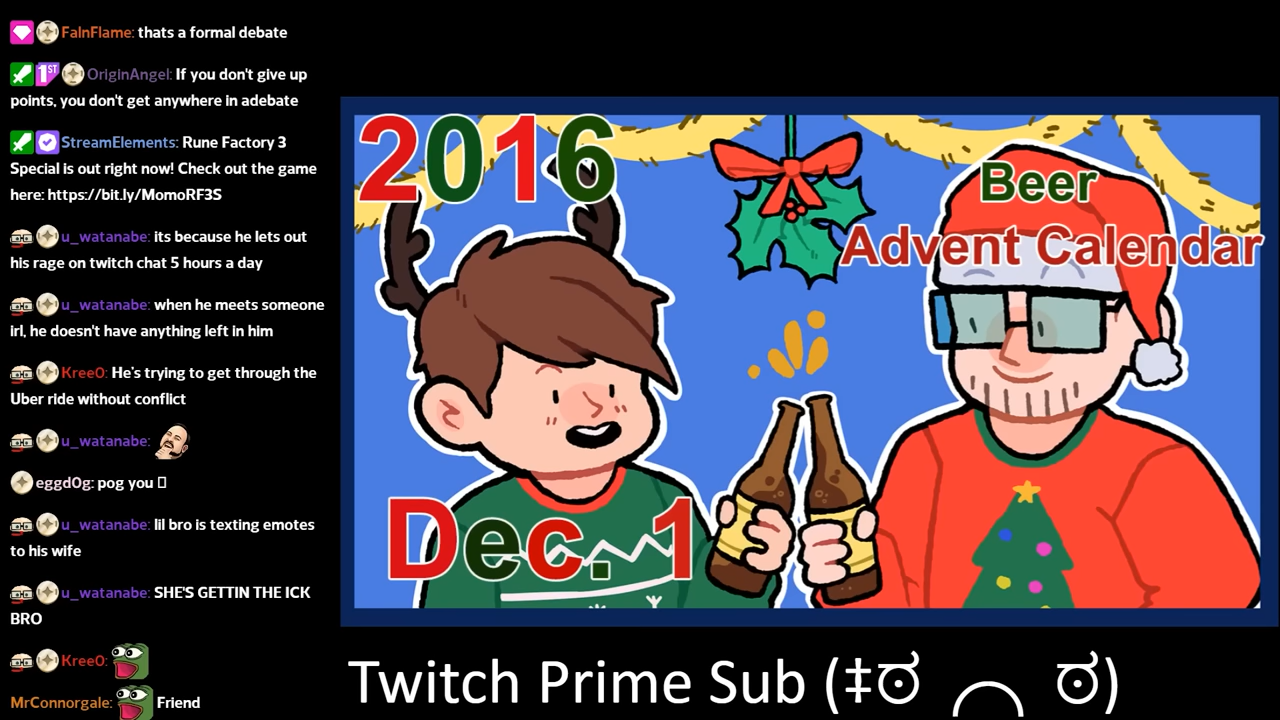 FalnFlame: thats a formal debate
1ST OriginAngel: If you don't give up
points, you don't get anywhere in adebate
StreamElements: Rune Factory 3
Special is out right now! Check out the game
here: https://bit.ly/MomoRF3S
u_watanabe: its because he lets out
his rage on twitch chat 5 hours a day
u_watanabe: when he meets someone
irl, he doesn't have anything left in him
KreeO: He's trying to get through the
Uber ride without conflict
u_watanabe:
eggd0g: pog you
u_watanabe: lil bro is texting emotes
to his wife
u_watanabe: SHE'S GETTIN THE ICK
BRO
KreeO:
MrConnorgale: Friend
2016
Beer
Advent Calendar
Dec. 1
Twitch Prime Sub (‡ಠ ╭╮ ಠ)